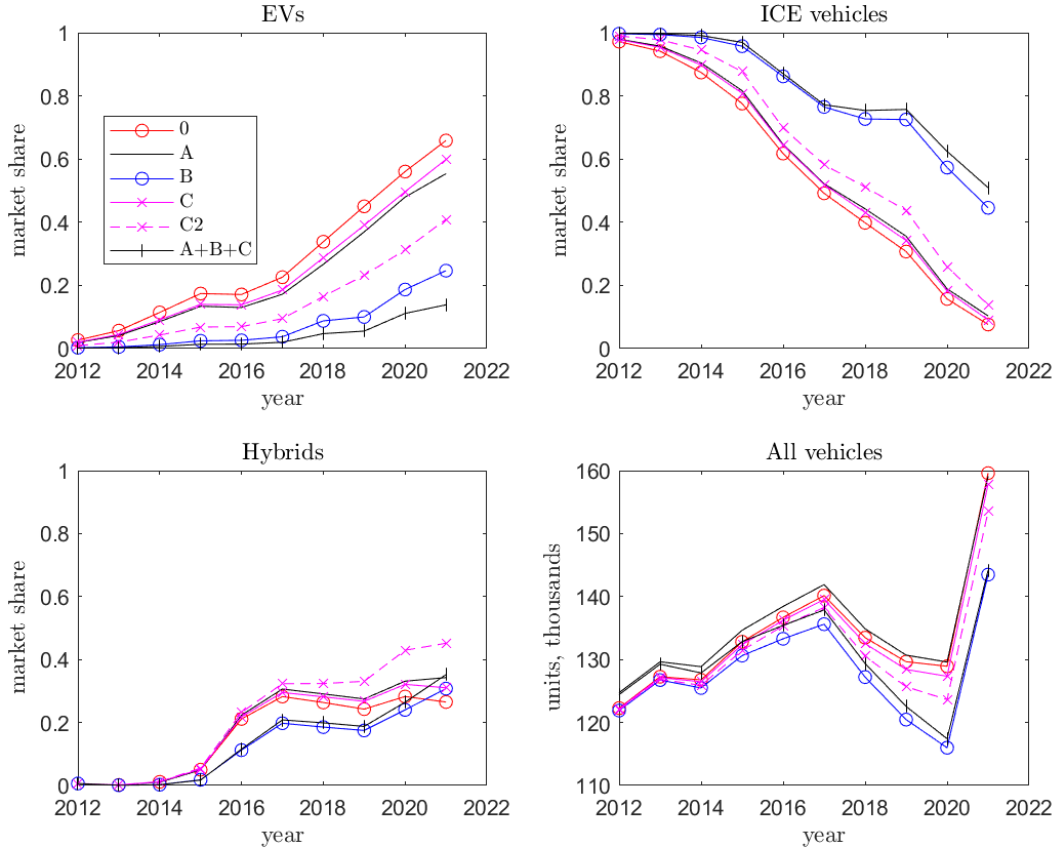 EVs
1
0.8
0.6
0.4
0.2
0
market share
0
A
B
C
C2
A+B+C
2012 2014 2016 2018 2020 2022
year
ICE vehicles
1
0.8
0.6
0.4
0.2
0
market share
2012 2014 2016 2018 2020 2022
year
Hybrids
1
0.8
0.6
0.4
0.2
0
market share
2012 2014 2016 2018 2020 2022
year
All vehicles
160
150
140
130
120
110
units, thousands
2012 2014 2016 2018 2020 2022
year